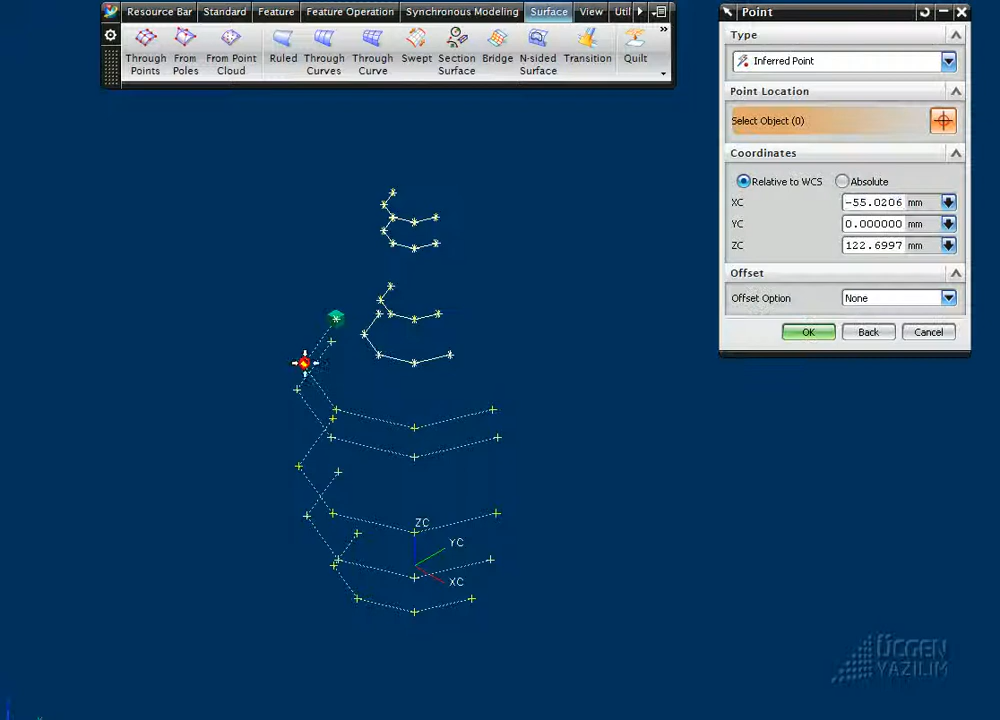 Resource Bar Standard Feature Feature Operation Synchronous Modeling Surface View Util
Through Points
From Poles
From Point Cloud
Ruled
Through Curves
Through Curve
Swept
Section Surface
Bridge
N-sided Surface
Transition
Quilt
Point
Type
Inferred Point
Point Location
Select Object (0)
Coordinates
Relative to WCS Absolute
XC -55.0206 mm
YC 0.000000 mm
ZC 122.6997 mm
Offset
Offset Option None
OK Back Cancel
ZC
YC
XC
ÜÇGEN
YAZILIM